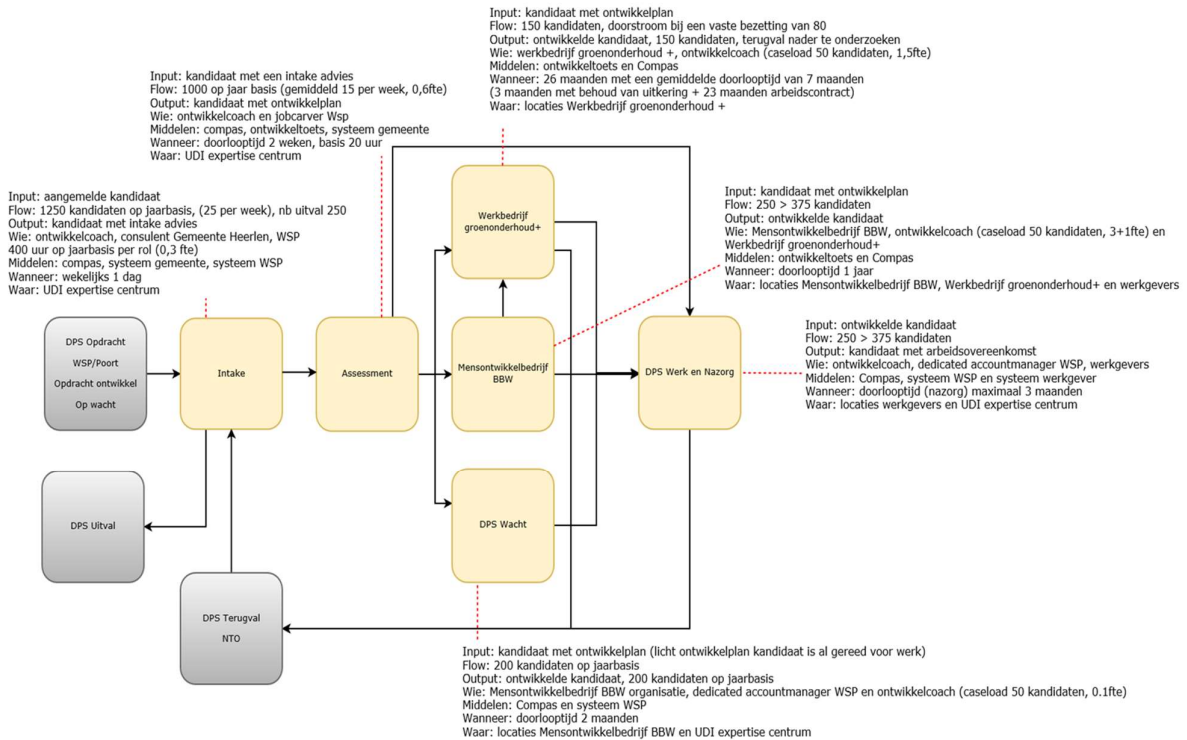 Input: kandidaat met ontwikkelplan
Flow: 150 kandidaten, doorstroom bij een vaste bezetting van 80
Output: ontwikkelde kandidaat, 150 kandidaten, terugval nader te onderzoeken
Wie: werkbedrijf groenonderhoud +, ontwikkelcoach (caseload 50 kandidaten, 1,5fte)
Middelen: ontwikkeltoets en Compas
Wanneer: 26 maanden met een gemiddelde doorlooptijd van 7 maanden
(3 maanden met behoud van uitkering + 23 maanden arbeidscontract)
Waar: locaties Werkbedrijf groenonderhoud +
Input: kandidaat met een intake advies
Flow: 1000 op jaar basis (gemiddeld 15 per week, 0,6fte)
Output: kandidaat met ontwikkelplan
Wie: ontwikkelcoach en jobcarver Wsp
Middelen: compas, ontwikkeltoets, systeem gemeente
Wanneer: doorlooptijd 2 weken, basis 20 uur
Waar: UDI expertise centrum
Input: aangemelde kandidaat
Flow: 1250 kandidaten op jaarbasis, (25 per week), nb uitval 250
Output: kandidaat met intake advies
Wie: ontwikkelcoach, consulent Gemeente Heerlen, WSP
400 uur op jaarbasis per rol (0,3 fte)
Middelen: compas, systeem gemeente, systeem WSP
Wanneer: wekelijks 1 dag
Waar: UDI expertise centrum
Input: kandidaat met ontwikkelplan
Flow: 250 > 375 kandidaten
Output: ontwikkelde kandidaat
Wie: Mensontwikkelbedrijf BBW, ontwikkelcoach (caseload 50 kandidaten, 3+1fte) en
Werkbedrijf groenonderhoud+
Middelen: ontwikkeltoets en Compas
Wanneer: doorlooptijd 1 jaar
Waar: locaties Mensontwikkelbedrijf BBW, Werkbedrijf groenonderhoud+ en werkgevers
Werkbedrijf
groenonderhoud+
DPS Opdracht
WSP/Poort
Opdracht ontwikkel
Op wacht
Intake
Assessment
Mensontwikkelbedrijf
BBW
DPS Werk en Nazorg
Input: ontwikkelde kandidaat
Flow: 250 > 375 kandidaten
Output: kandidaat met arbeidsovereenkomst
Wie: ontwikkelcoach, dedicated accountmanager WSP, werkgevers
Middelen: Compas, systeem WSP en systeem werkgever
Wanneer: doorlooptijd (nazorg) maximaal 3 maanden
Waar: locaties werkgevers en UDI expertise centrum
DPS Uitval
DPS Wacht
DPS Terugval
NTO
Input: kandidaat met ontwikkelplan (licht ontwikkelplan kandidaat is al gereed voor werk)
Flow: 200 kandidaten op jaarbasis
Output: ontwikkelde kandidaat, 200 kandidaten op jaarbasis
Wie: Mensontwikkelbedrijf BBW organisatie, dedicated accountmanager WSP en ontwikkelcoach (caseload 50 kandidaten, 0.1fte)
Middelen: Compas en systeem WSP
Wanneer: doorlooptijd 2 maanden
Waar: locaties Mensontwikkelbedrijf BBW en UDI expertise centrum